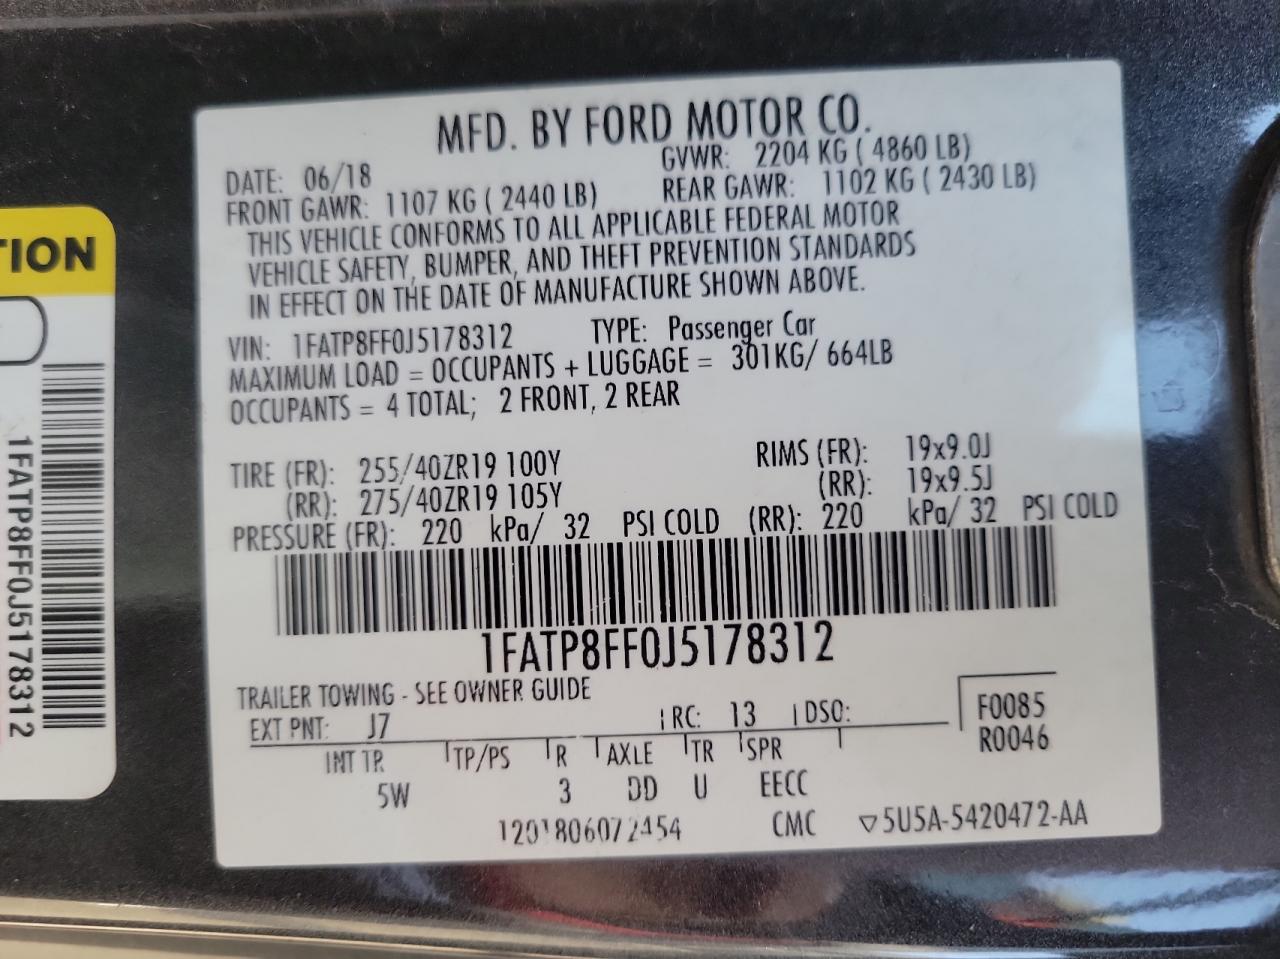 MFD. BY FORD MOTOR CO.
DATE: 06/18 GVWR: 2204 KG ( 4860 LB)
FRONT GAWR: 1107 KG ( 2440 LB) REAR GAWR: 1102 KG ( 2430 LB)
THIS VEHICLE CONFORMS TO ALL APPLICABLE FEDERAL MOTOR
VEHICLE SAFETY, BUMPER, AND THEFT PREVENTION STANDARDS
IN EFFECT ON THE DATE OF MANUFACTURE SHOWN ABOVE.
VIN: 1FATP8FF0J5178312 TYPE: Passenger Car
MAXIMUM LOAD = OCCUPANTS + LUGGAGE = 301KG/ 664LB
OCCUPANTS = 4 TOTAL; 2 FRONT, 2 REAR
TIRE (FR): 255/40ZR19 100Y RIMS (FR): 19x9.0J
(RR): 275/40ZR19 105Y (RR): 19x9.5J
PRESSURE (FR): 220 kPa/ 32 PSI COLD (RR): 220 kPa/ 32 PSI COLD
1FATP8FF0J5178312
TRAILER TOWING - SEE OWNER GUIDE
EXT PNT: J7 RC: 13 DSO: F0085
R0046
INT TR TP/PS R AXLE TR SPR
5W 3 DD U EECC
1201806072454 CMC ▽5U5A-5420472-AA
TION
1FATP8FF0J5178312